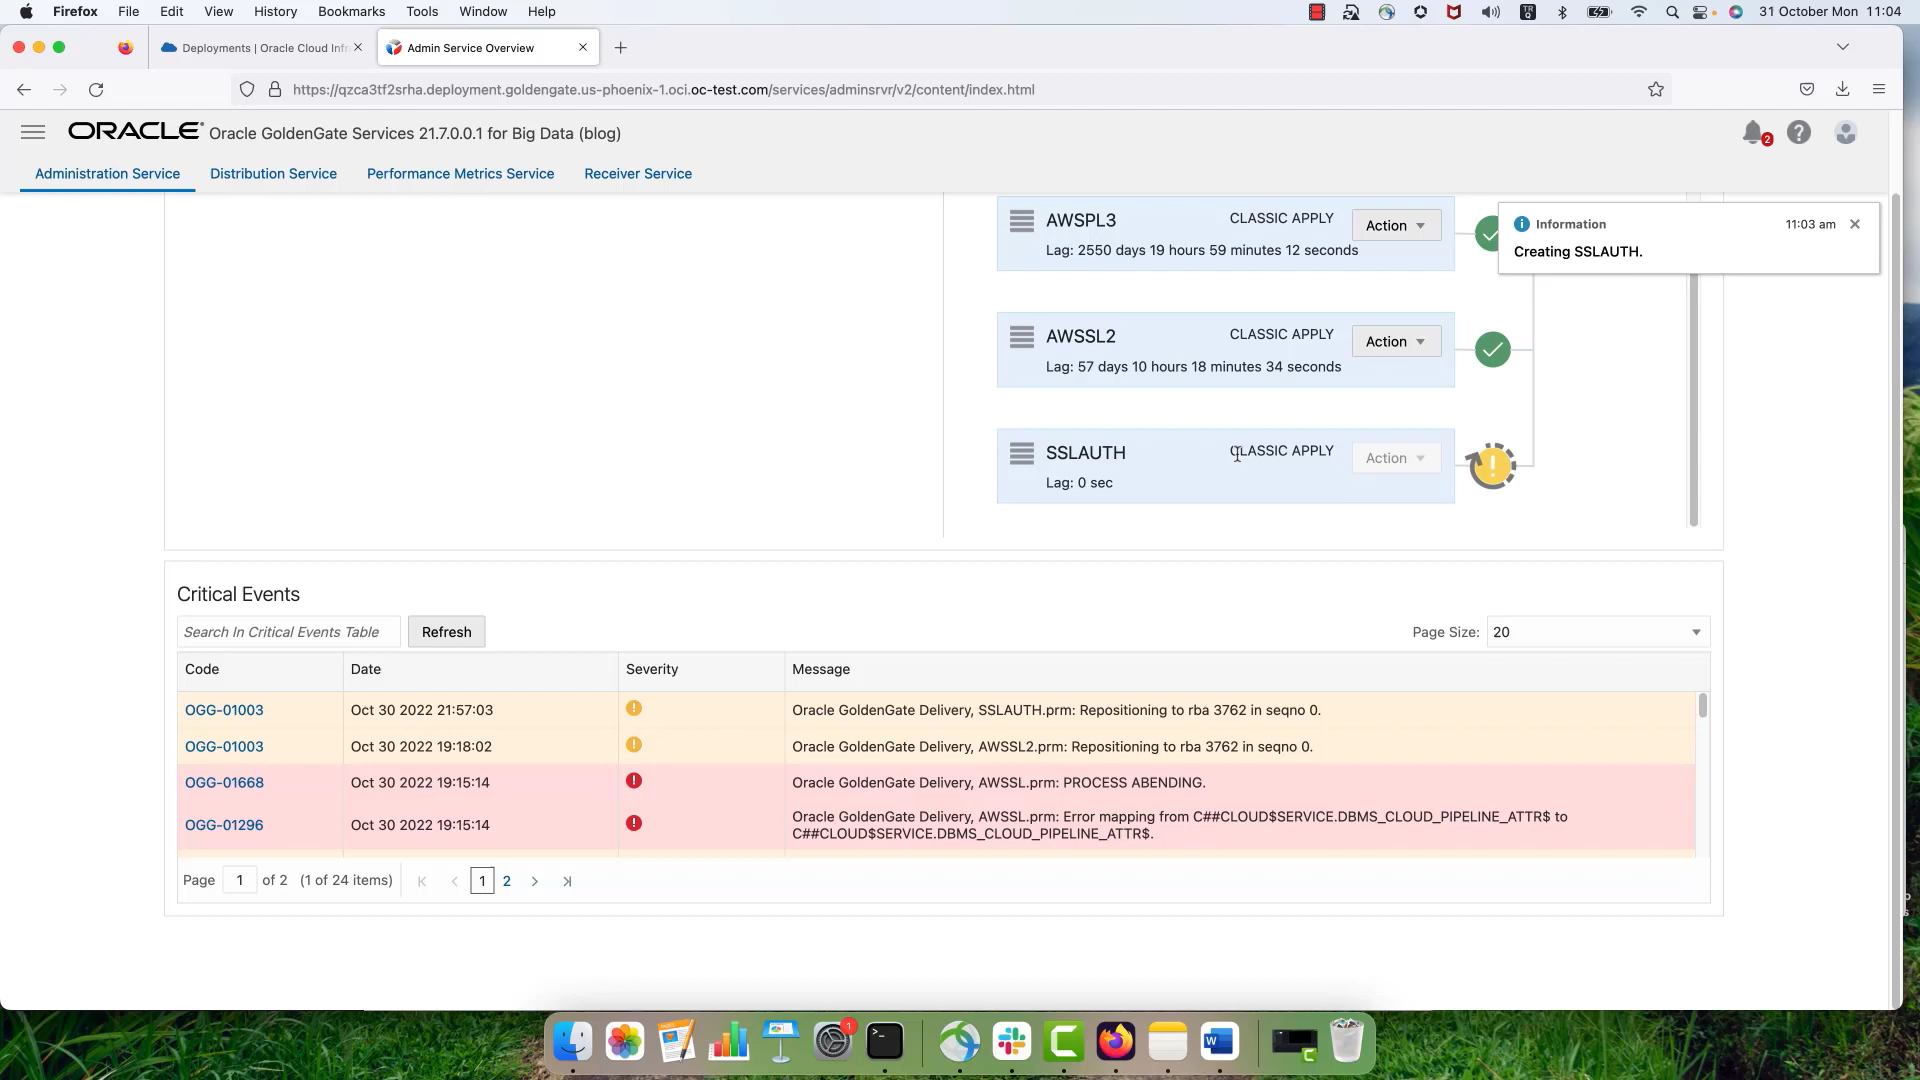 Firefox File Edit View History Bookmarks Tools Window Help TR Q 31 October Mon 11:04
Deployments | Oracle Cloud Infr
Admin Service Overview
https://qzca3tf2srha.deployment.goldengate.us-phoenix-1.oci.oc-test.com/services/adminsrvr/v2/content/index.html
ORACLE® Oracle GoldenGate Services 21.7.0.0.1 for Big Data (blog)
2
Administration Service Distribution Service Performance Metrics Service Receiver Service
AWSPL3 CLASSIC APPLY Action
Lag: 2550 days 19 hours 59 minutes 12 seconds
Information 11:03 am
Creating SSLAUTH.
AWSSL2 CLASSIC APPLY Action
Lag: 57 days 10 hours 18 minutes 34 seconds
SSLAUTH CLASSIC APPLY Action
Lag: 0 sec
Critical Events
Search In Critical Events Table Refresh Page Size: 20
Code Date Severity Message
OGG-01003 Oct 30 2022 21:57:03 Oracle GoldenGate Delivery, SSLAUTH.prm: Repositioning to rba 3762 in seqno 0.
OGG-01003 Oct 30 2022 19:18:02 Oracle GoldenGate Delivery, AWSSL2.prm: Repositioning to rba 3762 in seqno 0.
OGG-01668 Oct 30 2022 19:15:14 Oracle GoldenGate Delivery, AWSSL.prm: PROCESS ABENDING.
OGG-01296 Oct 30 2022 19:15:14 Oracle GoldenGate Delivery, AWSSL.prm: Error mapping from C##CLOUD$SERVICE.DBMS_CLOUD_PIPELINE_ATTR$ to
C##CLOUD$SERVICE.DBMS_CLOUD_PIPELINE_ATTR$.
Page 1 of 2 (1 of 24 items) 1 2
1